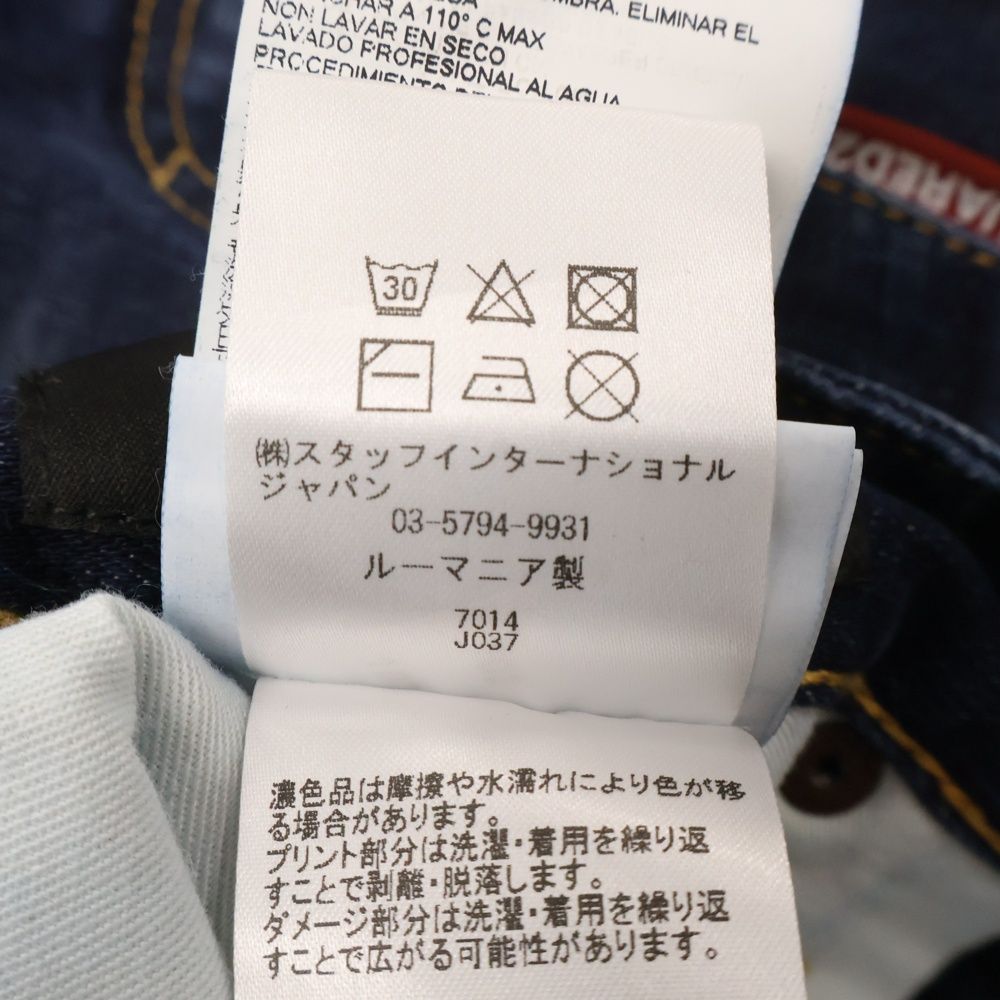 ELIMINAR EL
A 110° C MAX
NON LAVAR EN SECO
LAVADO PROFESIONAL AL AGUA
PROCEDIMIENTO
30
㈱スタッフインターナショナル
ジャパン
03-5794-9931
ルーマニア製
7014
J037
濃色品は摩擦や水濡れにより色が移
る場合があります。
プリント部分は洗濯・着用を繰り返
すことで剥離・脱落します。
ダメージ部分は洗濯・着用を繰り返
すことで広がる可能性があります。